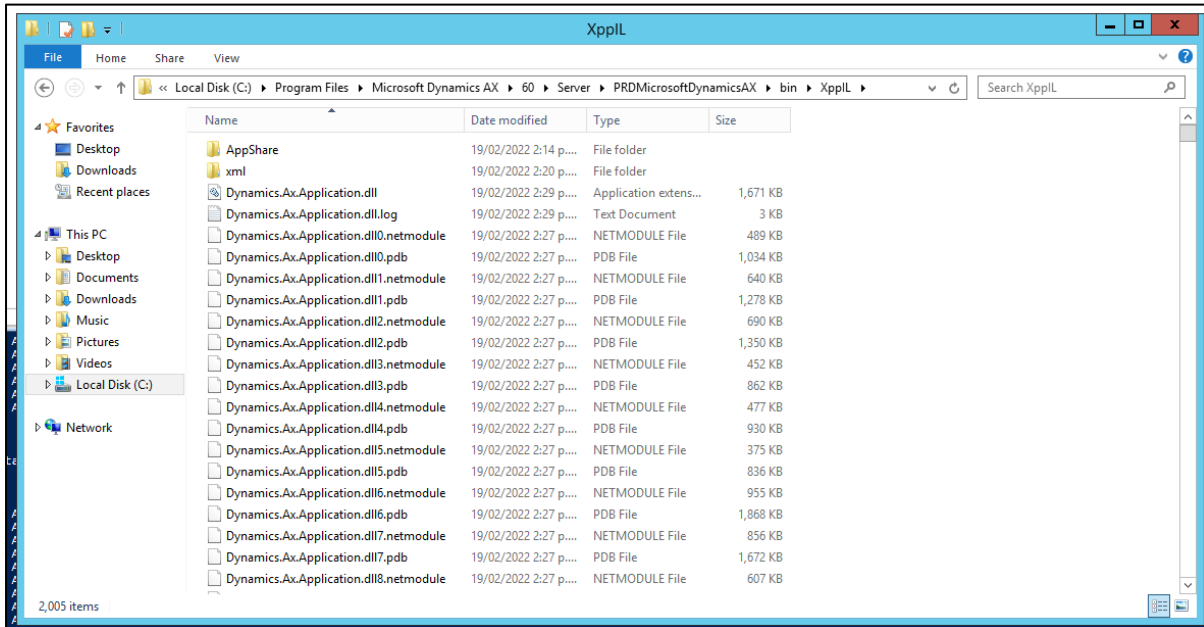 XppIL
File Home Share View
« Local Disk (C:) Program Files Microsoft Dynamics AX 60 Server PRDMicrosoftDynamicsAX bin XppIL Search XppIL
Favorites
Desktop
Downloads
Recent places
This PC
Desktop
Documents
Downloads
Music
Pictures
Videos
Local Disk (C:)
Network
Name Date modified Type Size
AppShare 19/02/2022 2:14 p.... File folder
xml 19/02/2022 2:20 p.... File folder
Dynamics.Ax.Application.dll 19/02/2022 2:29 p.... Application extens... 1,671 KB
Dynamics.Ax.Application.dll.log 19/02/2022 2:29 p.... Text Document 3 KB
Dynamics.Ax.Application.dll0.netmodule 19/02/2022 2:27 p.... NETMODULE File 489 KB
Dynamics.Ax.Application.dll0.pdb 19/02/2022 2:27 p.... PDB File 1,034 KB
Dynamics.Ax.Application.dll1.netmodule 19/02/2022 2:27 p.... NETMODULE File 640 KB
Dynamics.Ax.Application.dll1.pdb 19/02/2022 2:27 p.... PDB File 1,278 KB
Dynamics.Ax.Application.dll2.netmodule 19/02/2022 2:27 p.... NETMODULE File 690 KB
Dynamics.Ax.Application.dll2.pdb 19/02/2022 2:27 p.... PDB File 1,350 KB
Dynamics.Ax.Application.dll3.netmodule 19/02/2022 2:27 p.... NETMODULE File 452 KB
Dynamics.Ax.Application.dll3.pdb 19/02/2022 2:27 p.... PDB File 862 KB
Dynamics.Ax.Application.dll4.netmodule 19/02/2022 2:27 p.... NETMODULE File 477 KB
Dynamics.Ax.Application.dll4.pdb 19/02/2022 2:27 p.... PDB File 930 KB
Dynamics.Ax.Application.dll5.netmodule 19/02/2022 2:27 p.... NETMODULE File 375 KB
Dynamics.Ax.Application.dll5.pdb 19/02/2022 2:27 p.... PDB File 836 KB
Dynamics.Ax.Application.dll6.netmodule 19/02/2022 2:27 p.... NETMODULE File 955 KB
Dynamics.Ax.Application.dll6.pdb 19/02/2022 2:27 p.... PDB File 1,868 KB
Dynamics.Ax.Application.dll7.netmodule 19/02/2022 2:27 p.... NETMODULE File 856 KB
Dynamics.Ax.Application.dll7.pdb 19/02/2022 2:27 p.... PDB File 1,672 KB
Dynamics.Ax.Application.dll8.netmodule 19/02/2022 2:27 p.... NETMODULE File 607 KB
2,005 items